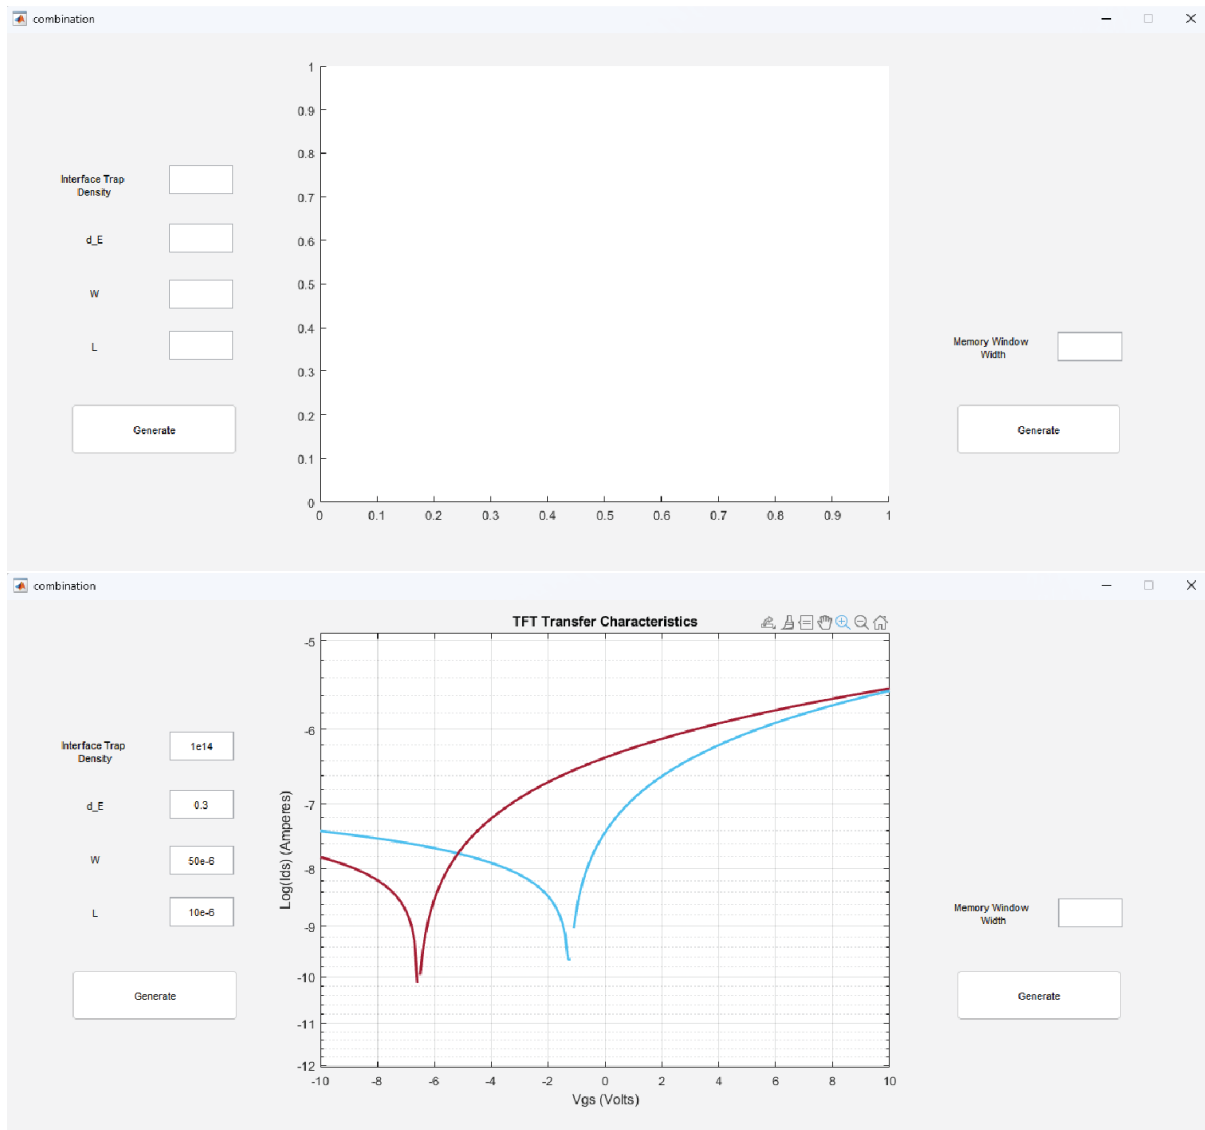 combination
1
0.9
0.8
0.7
0.6
0.5
0.4
0.3
0.2
0.1
0
0 0.1 0.2 0.3 0.4 0.5 0.6 0.7 0.8 0.9 1
Interface Trap
Density
d_E
W
L
Generate
Memory Window
Width
Generate
combination
TFT Transfer Characteristics
Interface Trap
Density
1e14
d_E
0.3
W
50e-6
L
10e-6
Generate
Log(Ids) (Amperes)
-5
-6
-7
-8
-9
-10
-11
-12
-10 -8 -6 -4 -2 0 2 4 6 8 10
Vgs (Volts)
Memory Window
Width
Generate